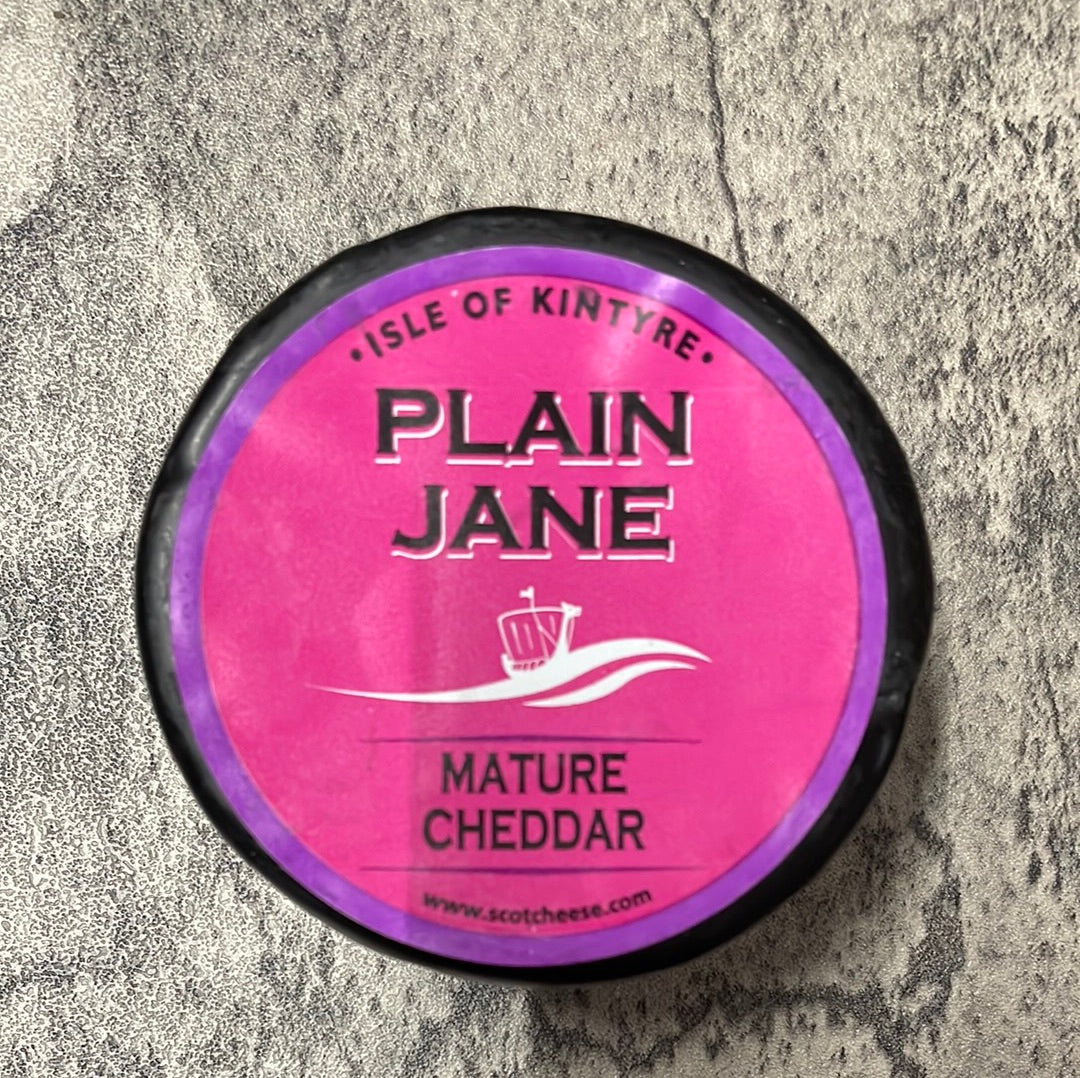 •ISLE OF KINTYRE•
PLAIN
JANE
MATURE
CHEDDAR
www.scotcheese.com